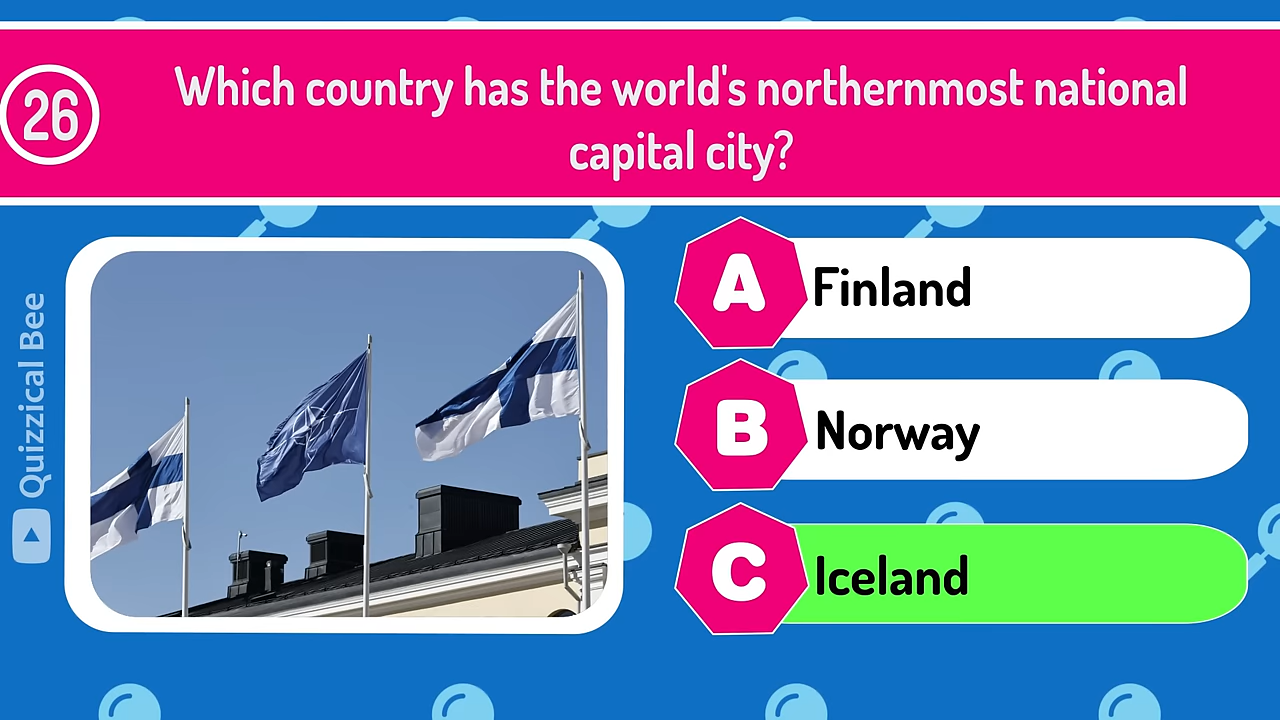 26
Which country has the world's northernmost national
capital city?
Quizzical Bee
A
Finland
B
Norway
C
Iceland